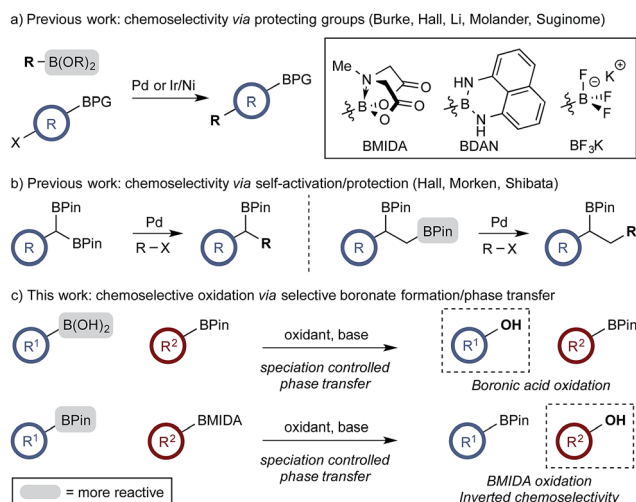 a) Previous work: chemoselectivity via protecting groups (Burke, Hall, Li, Molander, Suginome)
R B(OR)₂
BPG
R
X
Pd or Ir/Ni
BPG
R
R
Me N O
B O O
O
BMIDA
HN
B
NH
BDAN
F ⊖ K⊕
B F
F
BF₃K
b) Previous work: chemoselectivity via self-activation/protection (Hall, Morken, Shibata)
BPin
R BPin
Pd
R–X
BPin
R R
BPin
R BPin
Pd
R–X
BPin
R R
c) This work: chemoselective oxidation via selective boronate formation/phase transfer
R¹ B(OH)₂
R² BPin
oxidant, base
speciation controlled
phase transfer
R¹ OH
R² BPin
Boronic acid oxidation
R¹ BPin
R² BMIDA
oxidant, base
speciation controlled
phase transfer
R¹ BPin
R² OH
BMIDA oxidation
Inverted chemoselectivity
= more reactive